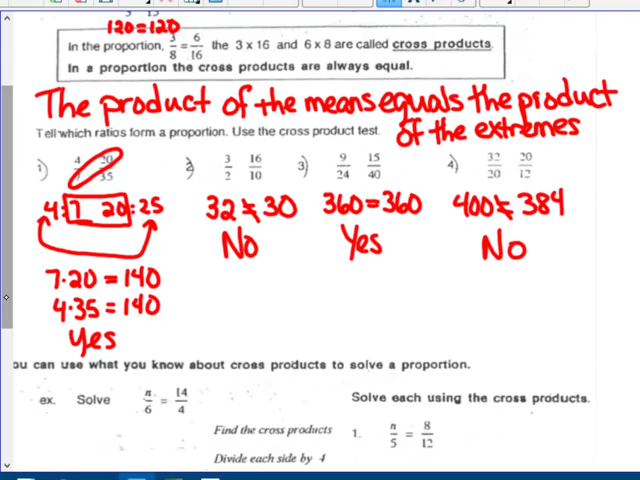 120=120
In the proportion, 3/8 = 6/16 the 3 x 16 and 6 x 8 are called cross products.
In a proportion the cross products are always equal.
The product of the means equals the product
of the extremes
Tell which ratios form a proportion. Use the cross product test.
1) 4/7 20/35 2) 3/2 16/10 3) 9/24 15/40 4) 32/20 20/12
4:7 20:25 32≠30 360=360 400≠384
No Yes No
7·20=140
4·35=140
Yes
ou can use what you know about cross products to solve a proportion.
ex. Solve n/6 = 14/4 Solve each using the cross products.
Find the cross products 1. n/5 = 8/12
Divide each side by 4